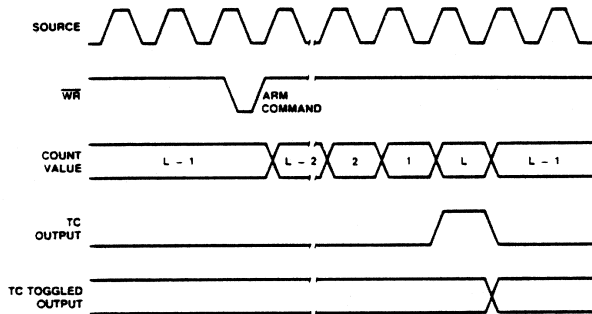 SOURCE
WR
ARM
COMMAND
COUNT
VALUE
L - 1
L - 2
2
1
L
L - 1
TC
OUTPUT
TC TOGGLED
OUTPUT